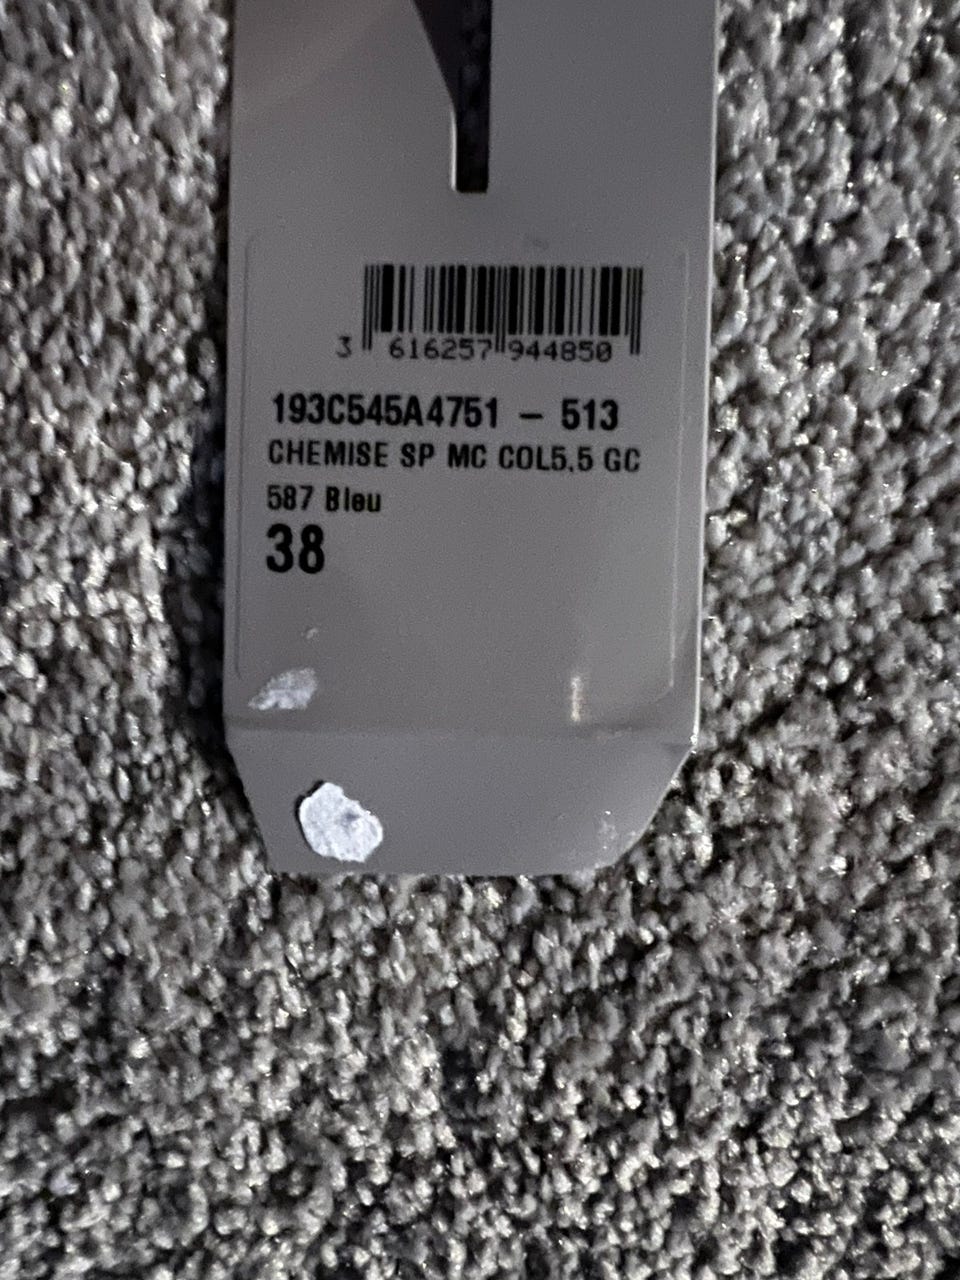 3 616257 944850
193C545A4751 – 513
CHEMISE SP MC COL5,5 GC
587 Bleu
38